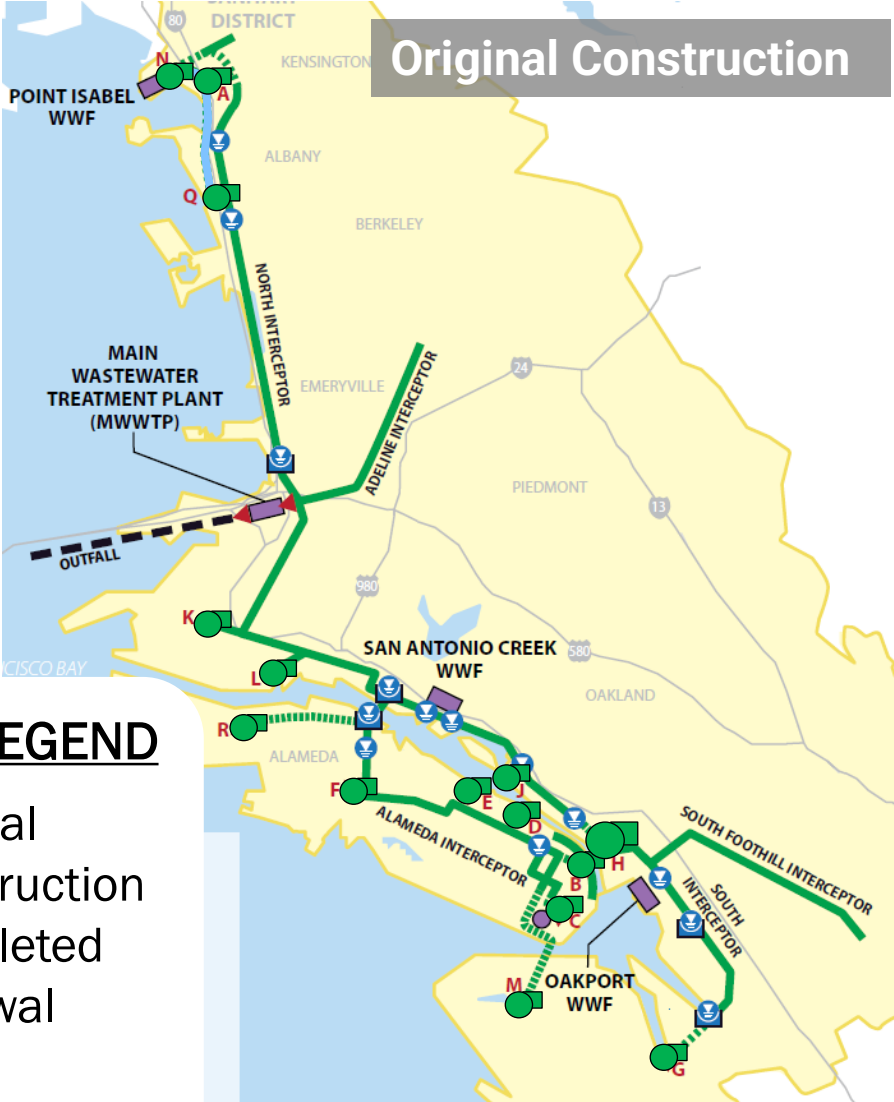 DISTRICT
80
Original Construction
KENSINGTON
N
A
POINT ISABEL
WWF
ALBANY
Q
BERKELEY
NORTH INTERCEPTOR
MAIN
WASTEWATER
TREATMENT PLANT
(MWWTP)
24
EMERYVILLE
ADELINE INTERCEPTOR
PIEDMONT
13
OUTFALL
980
K
SAN ANTONIO CREEK
WWF
580
CISCO BAY
L
OAKLAND
EGEND
R
ALAMEDA
F
E
J
D
ALAMEDA INTERCEPTOR
SOUTH FOOTHILL INTERCEPTOR
al
H
B
ruction
SOUTH
INTERCEPTOR
C
leted
M
OAKPORT
WWF
wal
G